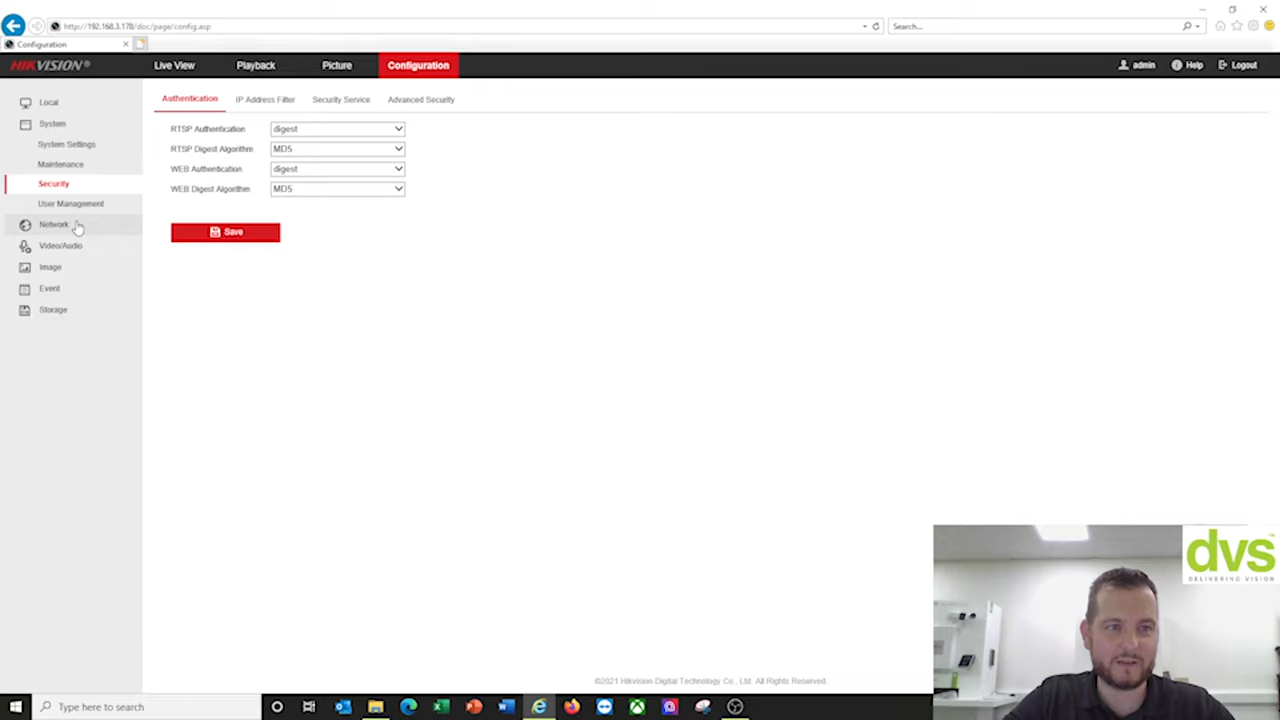 http://192.168.3.178/doc/page/config.asp
Search...
Configuration
HIKVISION®
Live View
Playback
Picture
Configuration
admin
Help
Logout
Local
System
System Settings
Maintenance
Security
User Management
Network
Video/Audio
Image
Event
Storage
Authentication
IP Address Filter
Security Service
Advanced Security
RTSP Authentication
digest
RTSP Digest Algorithm
MD5
WEB Authentication
digest
WEB Digest Algorithm
MD5
Save
dvs™
DELIVERING VISION
©2021 Hikvision Digital Technology Co., Ltd. All Rights Reserved.
Type here to search